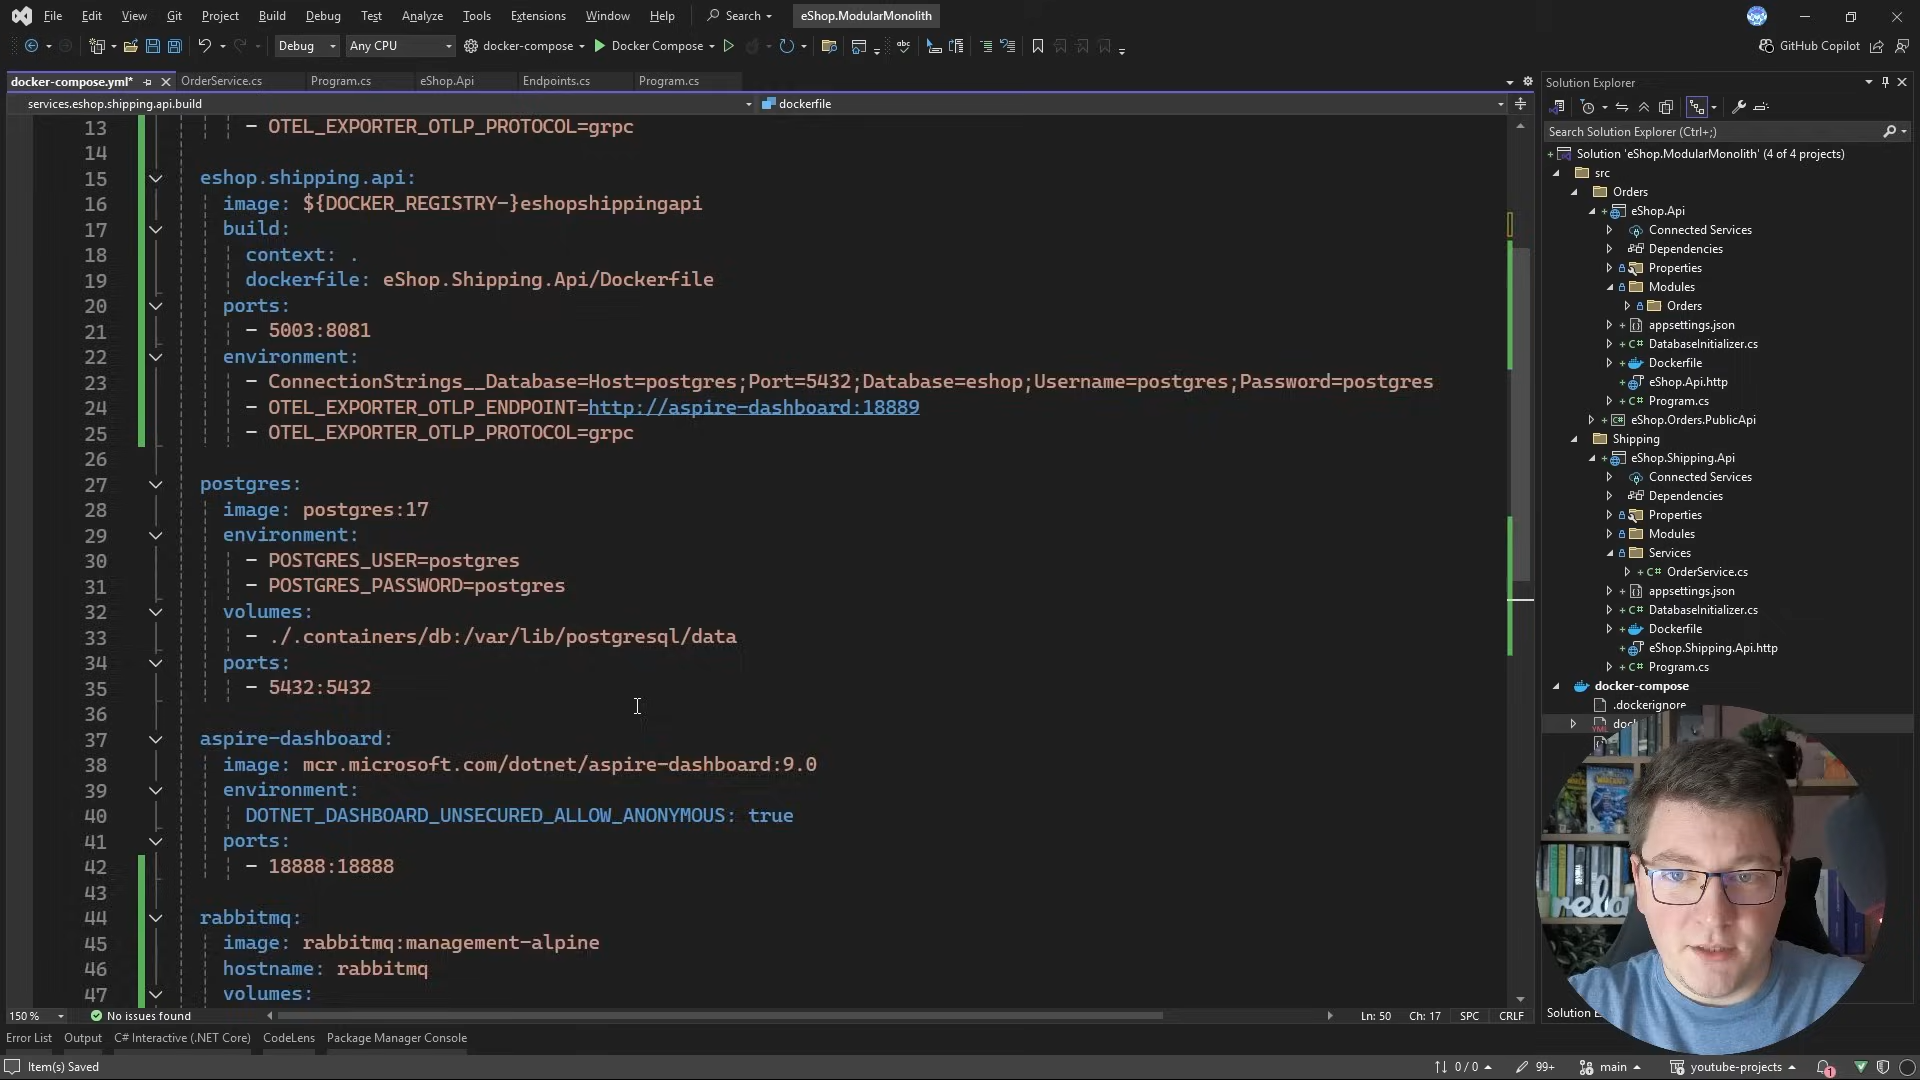 File Edit View Git Project Build Debug Test Analyze Tools Extensions Window Help Search eShop.ModularMonolith
Debug Any CPU docker-compose Docker Compose GitHub Copilot
docker-compose.yml* OrderService.cs Program.cs eShop.Api Endpoints.cs Program.cs
services.eshop.shipping.api.build dockerfile
13 - OTEL_EXPORTER_OTLP_PROTOCOL=grpc
14
15 eshop.shipping.api:
16 image: ${DOCKER_REGISTRY-}eshopshippingapi
17 build:
18 context: .
19 dockerfile: eShop.Shipping.Api/Dockerfile
20 ports:
21 - 5003:8081
22 environment:
23 - ConnectionStrings__Database=Host=postgres;Port=5432;Database=eshop;Username=postgres;Password=postgres
24 - OTEL_EXPORTER_OTLP_ENDPOINT=http://aspire-dashboard:18889
25 - OTEL_EXPORTER_OTLP_PROTOCOL=grpc
26
27 postgres:
28 image: postgres:17
29 environment:
30 - POSTGRES_USER=postgres
31 - POSTGRES_PASSWORD=postgres
32 volumes:
33 - ./.containers/db:/var/lib/postgresql/data
34 ports:
35 - 5432:5432
36
37 aspire-dashboard:
38 image: mcr.microsoft.com/dotnet/aspire-dashboard:9.0
39 environment:
40 DOTNET_DASHBOARD_UNSECURED_ALLOW_ANONYMOUS: true
41 ports:
42 - 18888:18888
43
44 rabbitmq:
45 image: rabbitmq:management-alpine
46 hostname: rabbitmq
47 volumes:
150 % No issues found Ln: 50 Ch: 17 SPC CRLF
Error List Output C# Interactive (.NET Core) CodeLens Package Manager Console
Item(s) Saved 0 / 0 99+ main youtube-projects 1
Solution Explorer
Search Solution Explorer (Ctrl+;)
Solution 'eShop.ModularMonolith' (4 of 4 projects)
src
Orders
eShop.Api
Connected Services
Dependencies
Properties
Modules
Orders
appsettings.json
DatabaseInitializer.cs
Dockerfile
eShop.Api.http
Program.cs
eShop.Orders.PublicApi
Shipping
eShop.Shipping.Api
Connected Services
Dependencies
Properties
Modules
Services
OrderService.cs
appsettings.json
DatabaseInitializer.cs
Dockerfile
eShop.Shipping.Api.http
Program.cs
docker-compose
.dockerignore
Solution